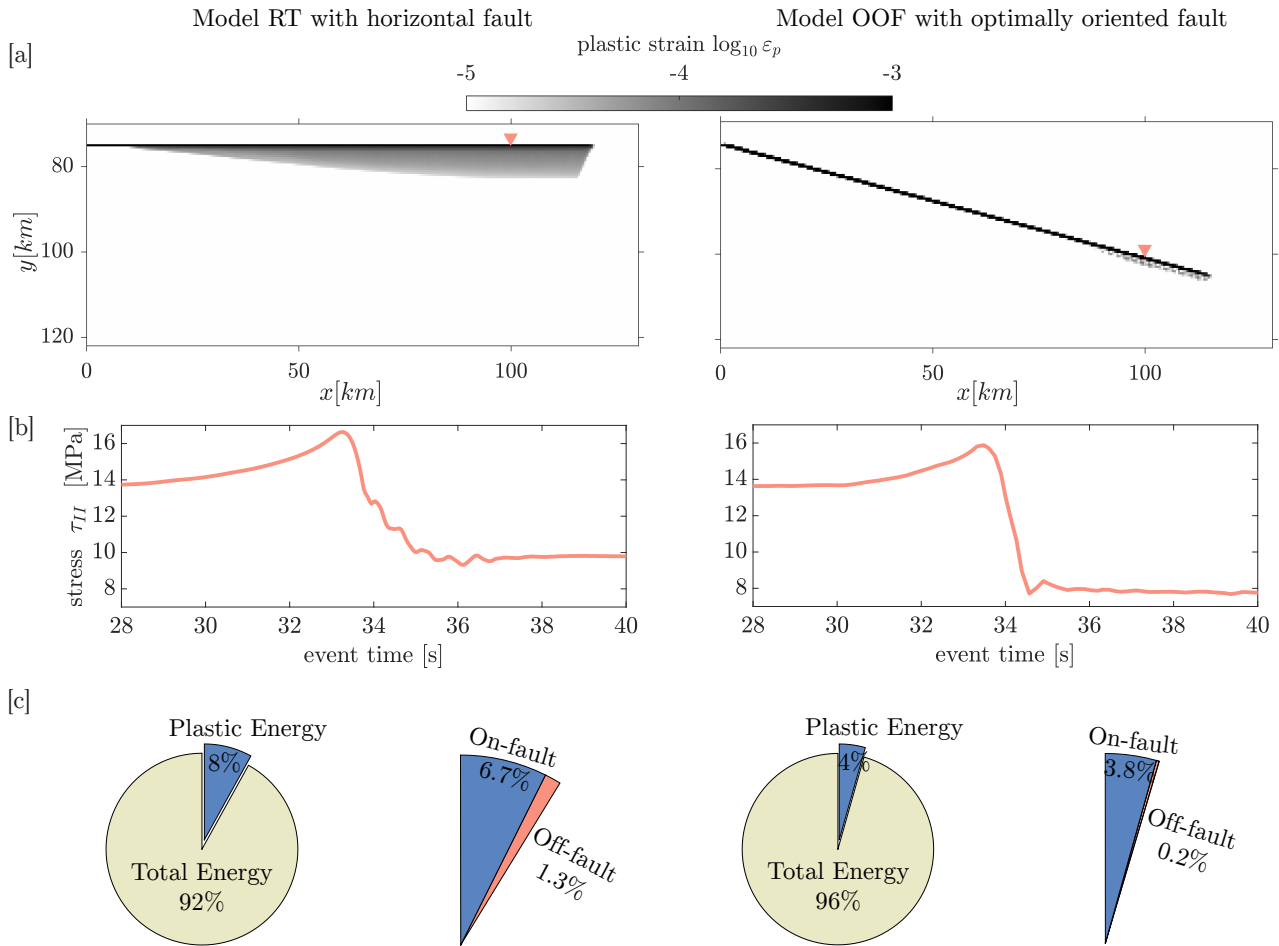 Model RT with horizontal fault
Model OOF with optimally oriented fault
[a]
plastic strain log₁₀ εₚ
-5 -4 -3
80
100
120
y[km]
0 50 100
x[km]
0 50 100
x[km]
[b]
stress τ_II [MPa]
16
14
12
10
8
28 30 32 34 36 38 40
event time [s]
16
14
12
10
8
28 30 32 34 36 38 40
event time [s]
[c]
Plastic Energy
8%
Total Energy
92%
On-fault
6.7%
Off-fault
1.3%
Plastic Energy
4%
Total Energy
96%
On-fault
3.8%
Off-fault
0.2%